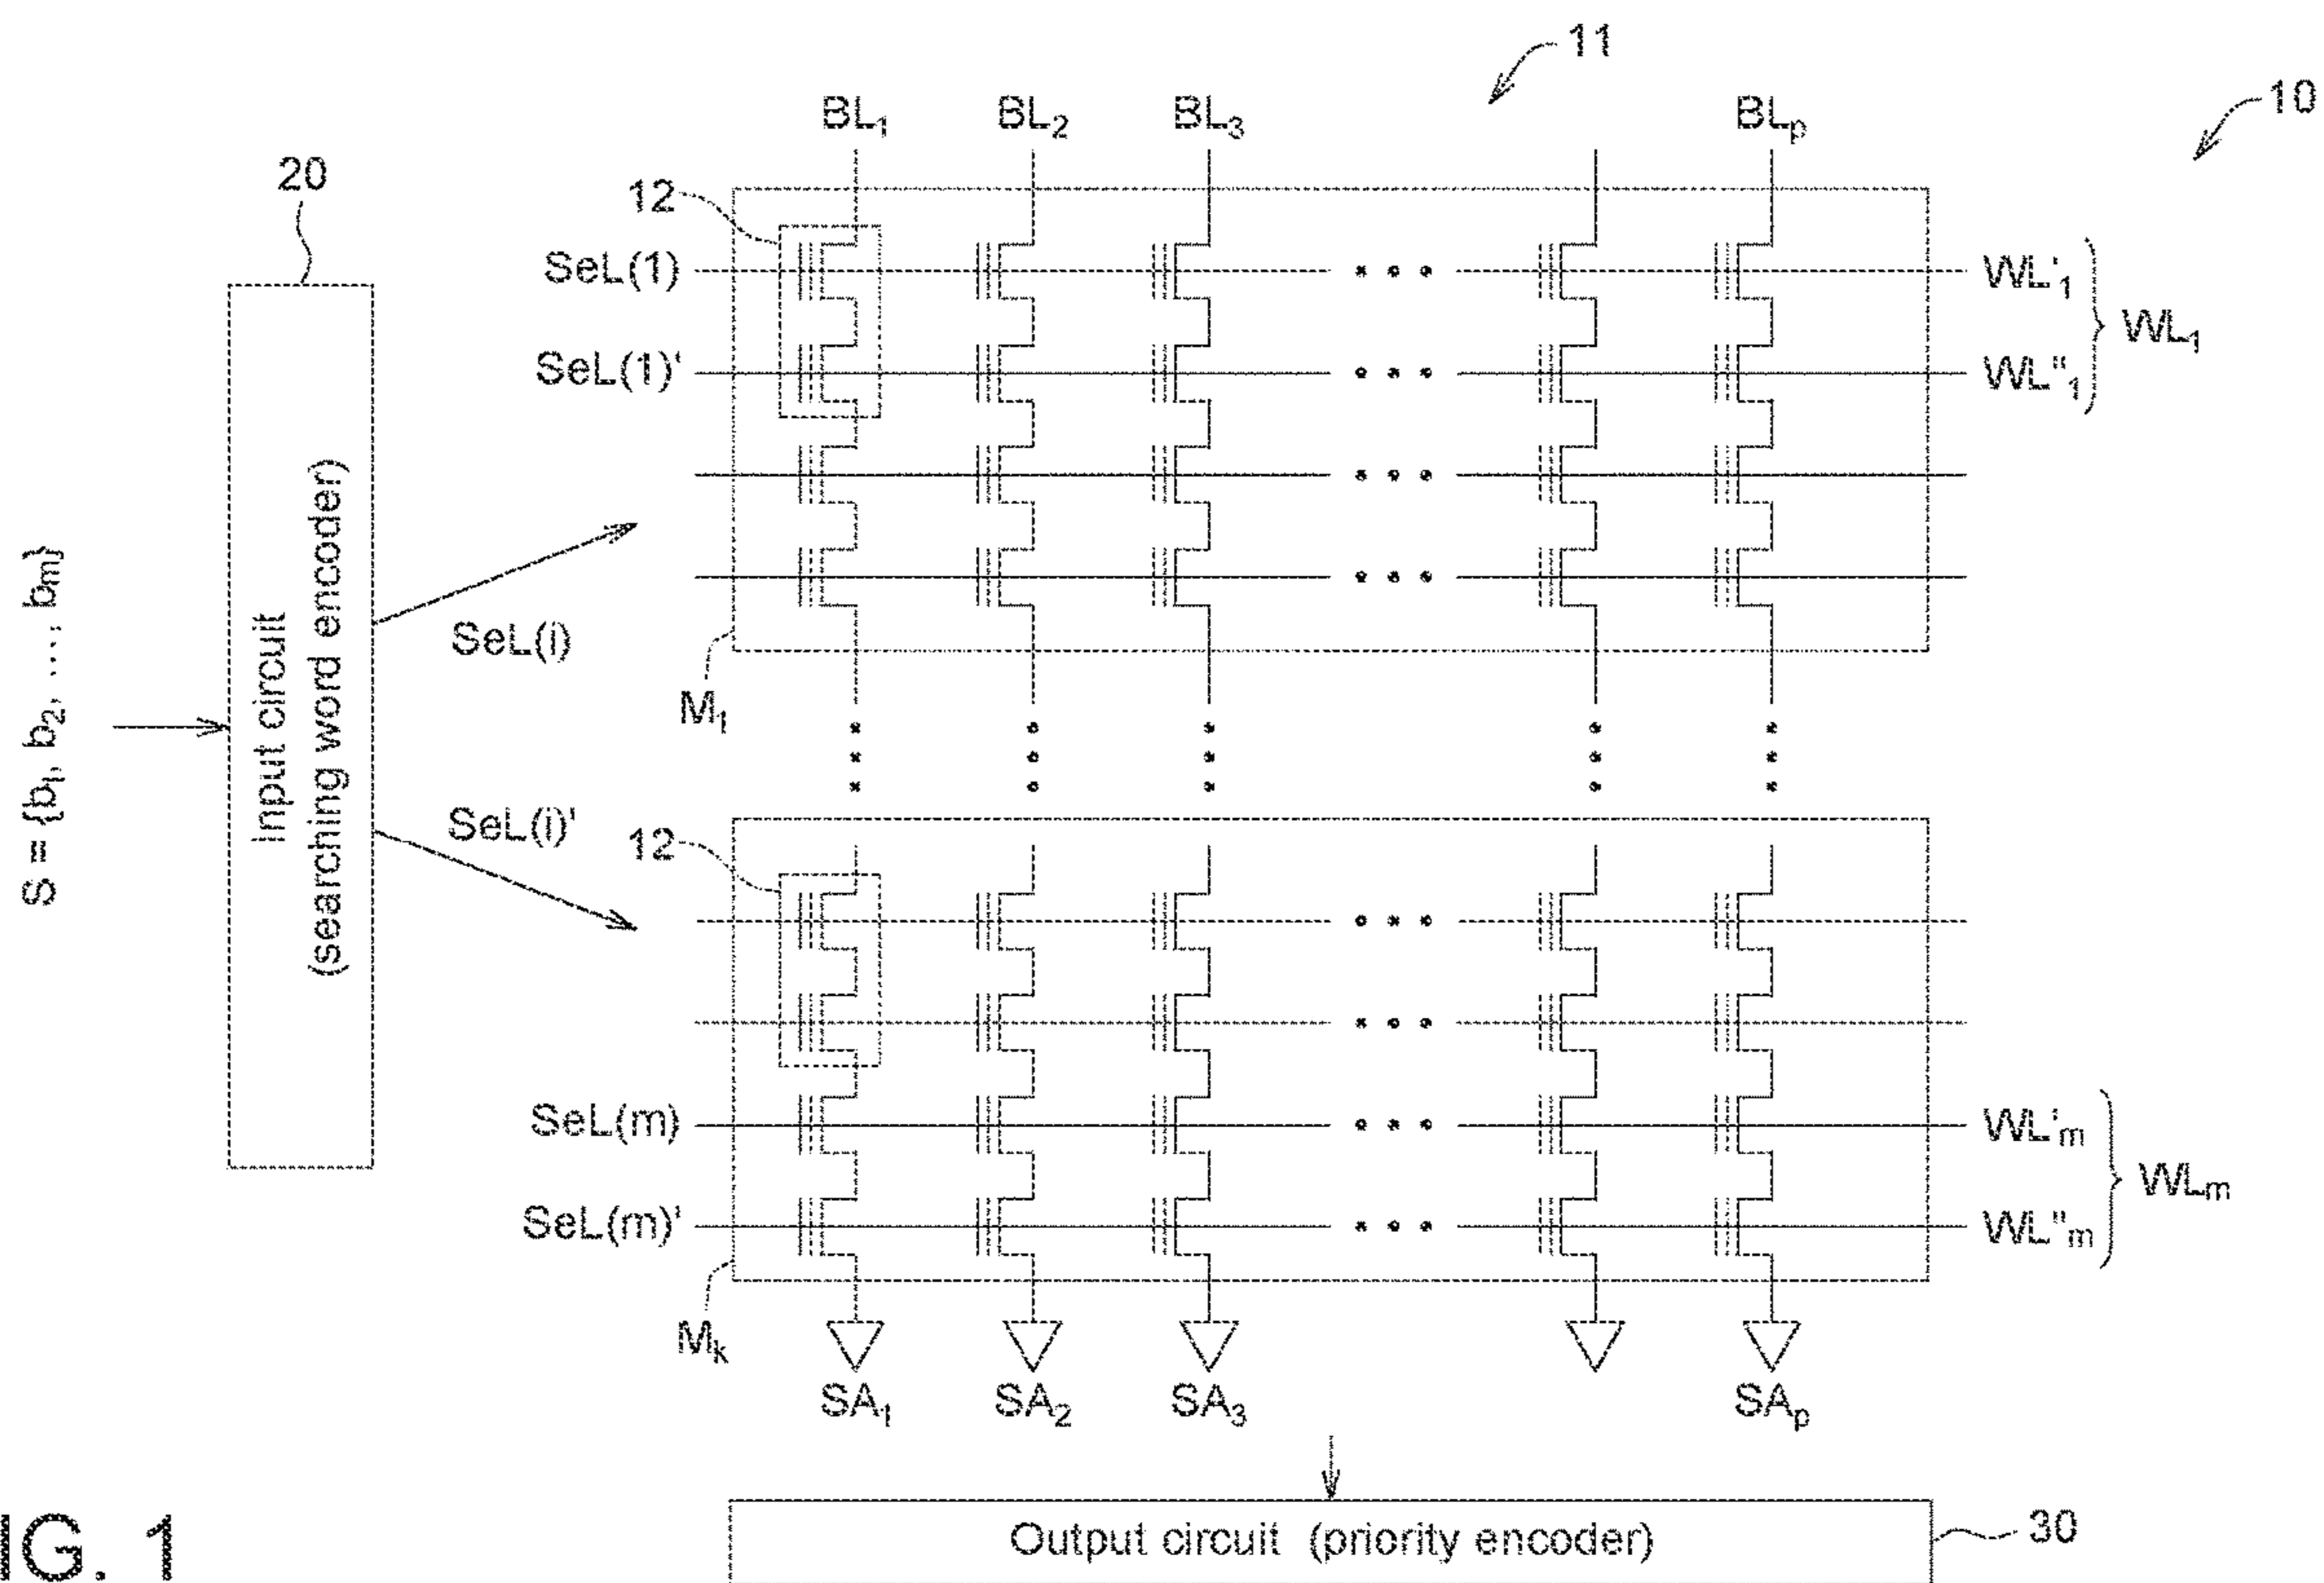 11
10
BL1 BL2 BL3 BLp
20
12
SeL(1) WL'1
WL1
SeL(1)' WL"1
SeL(i)
M1
S = {b1, b2, ..., bm}
Input circuit
(searching word encoder)
SeL(i)'
12
SeL(m) WL'm
WLm
SeL(m)' WL"m
Mk
SA1 SA2 SA3 SAp
Output circuit (priority encoder)
30
IG. 1